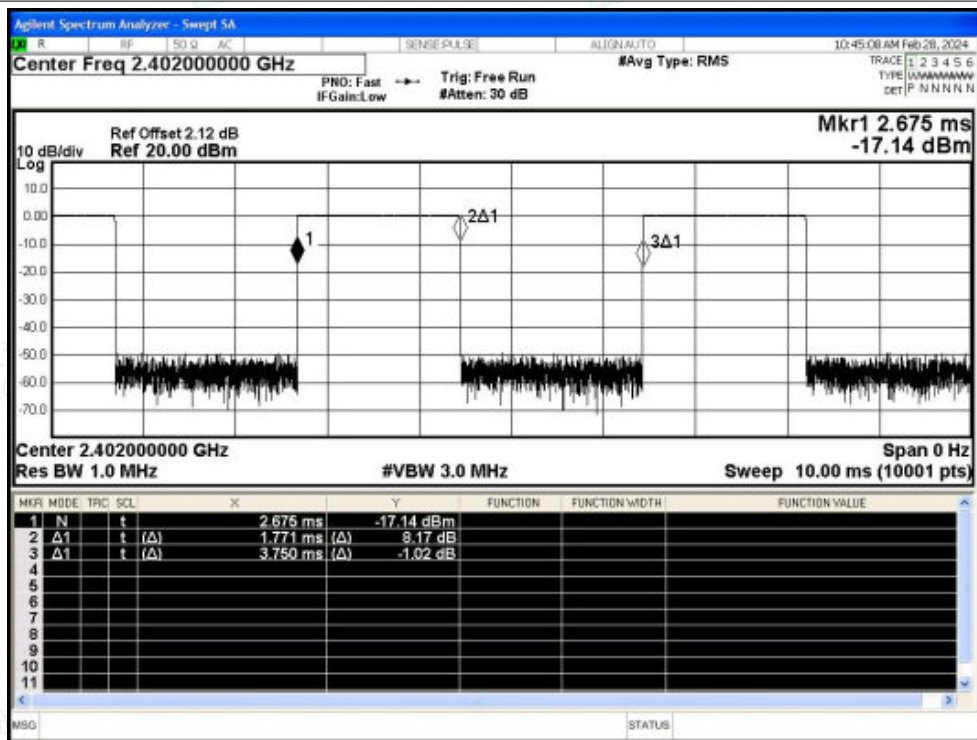 Agilent Spectrum Analyzer - Swept SA
R RF 50 Ω AC SENSE:PULSE ALIGN AUTO 10:45:08 AM Feb 28, 2024
Center Freq 2.402000000 GHz #Avg Type: RMS TRACE 1 2 3 4 5 6
PNO: Fast Trig: Free Run TYPE
IFGain:Low #Atten: 30 dB DET P N N N N N
Mkr1 2.675 ms
Ref Offset 2.12 dB
10 dB/div Ref 20.00 dBm -17.14 dBm
Log
10.0
0.00
2Δ1
1
3Δ1
-10.0
-20.0
-30.0
-40.0
-50.0
-60.0
-70.0
Center 2.402000000 GHz Span 0 Hz
Res BW 1.0 MHz #VBW 3.0 MHz Sweep 10.00 ms (10001 pts)
MKR MODE TRC SCL X Y FUNCTION FUNCTION WIDTH FUNCTION VALUE
1 N t 2.675 ms -17.14 dBm
2 Δ1 t (Δ) 1.771 ms (Δ) 8.17 dB
3 Δ1 t (Δ) 3.750 ms (Δ) -1.02 dB
4
5
6
7
8
9
10
11
MSG STATUS